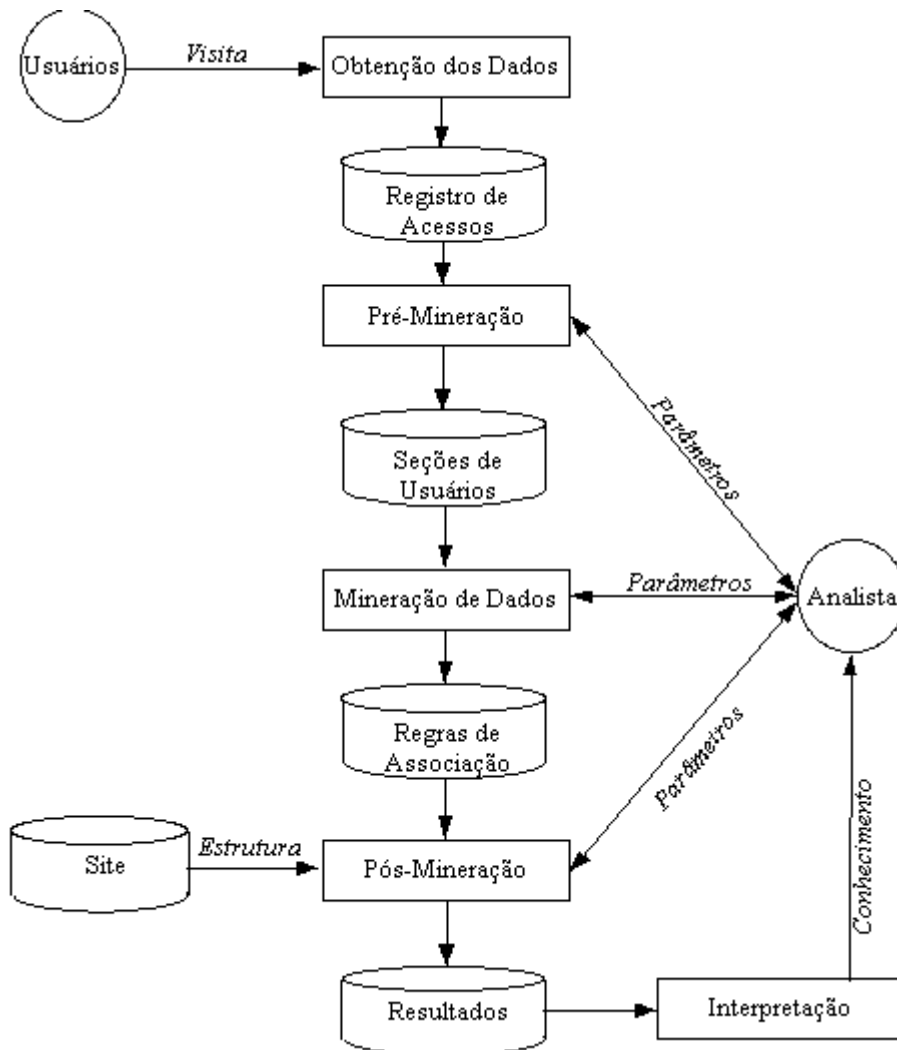 Usuários
Visita
Obtenção dos Dados
Registro de
Acessos
Pré-Mineração
Parâmetros
Seções de
Usuários
Mineração de Dados
Parâmetros
Analista
Regras de
Associação
Parâmetros
Site
Estrutura
Pós-Mineração
Conhecimento
Resultados
Interpretação